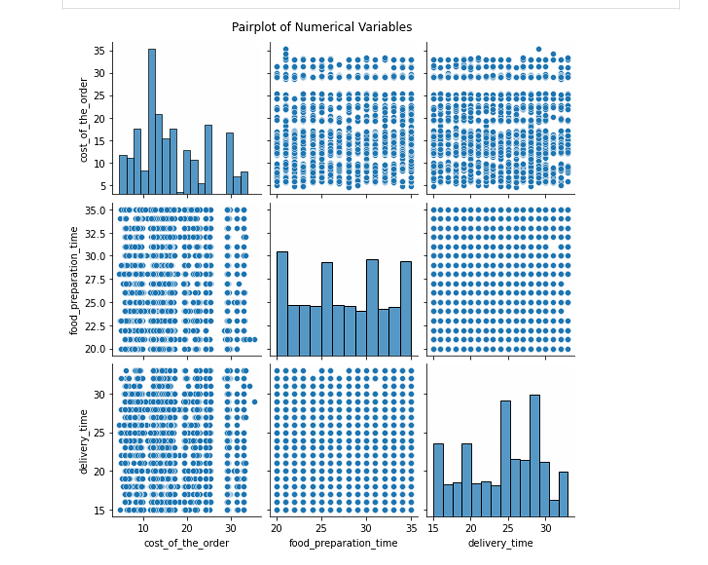 Pairplot of Numerical Variables
35
30
25
20
15
10
5
cost_of_the_order
35.0
32.5
30.0
27.5
25.0
22.5
20.0
food_preparation_time
30
25
20
15
delivery_time
10 20 30
20 25 30 35
15 20 25 30
cost_of_the_order food_preparation_time delivery_time